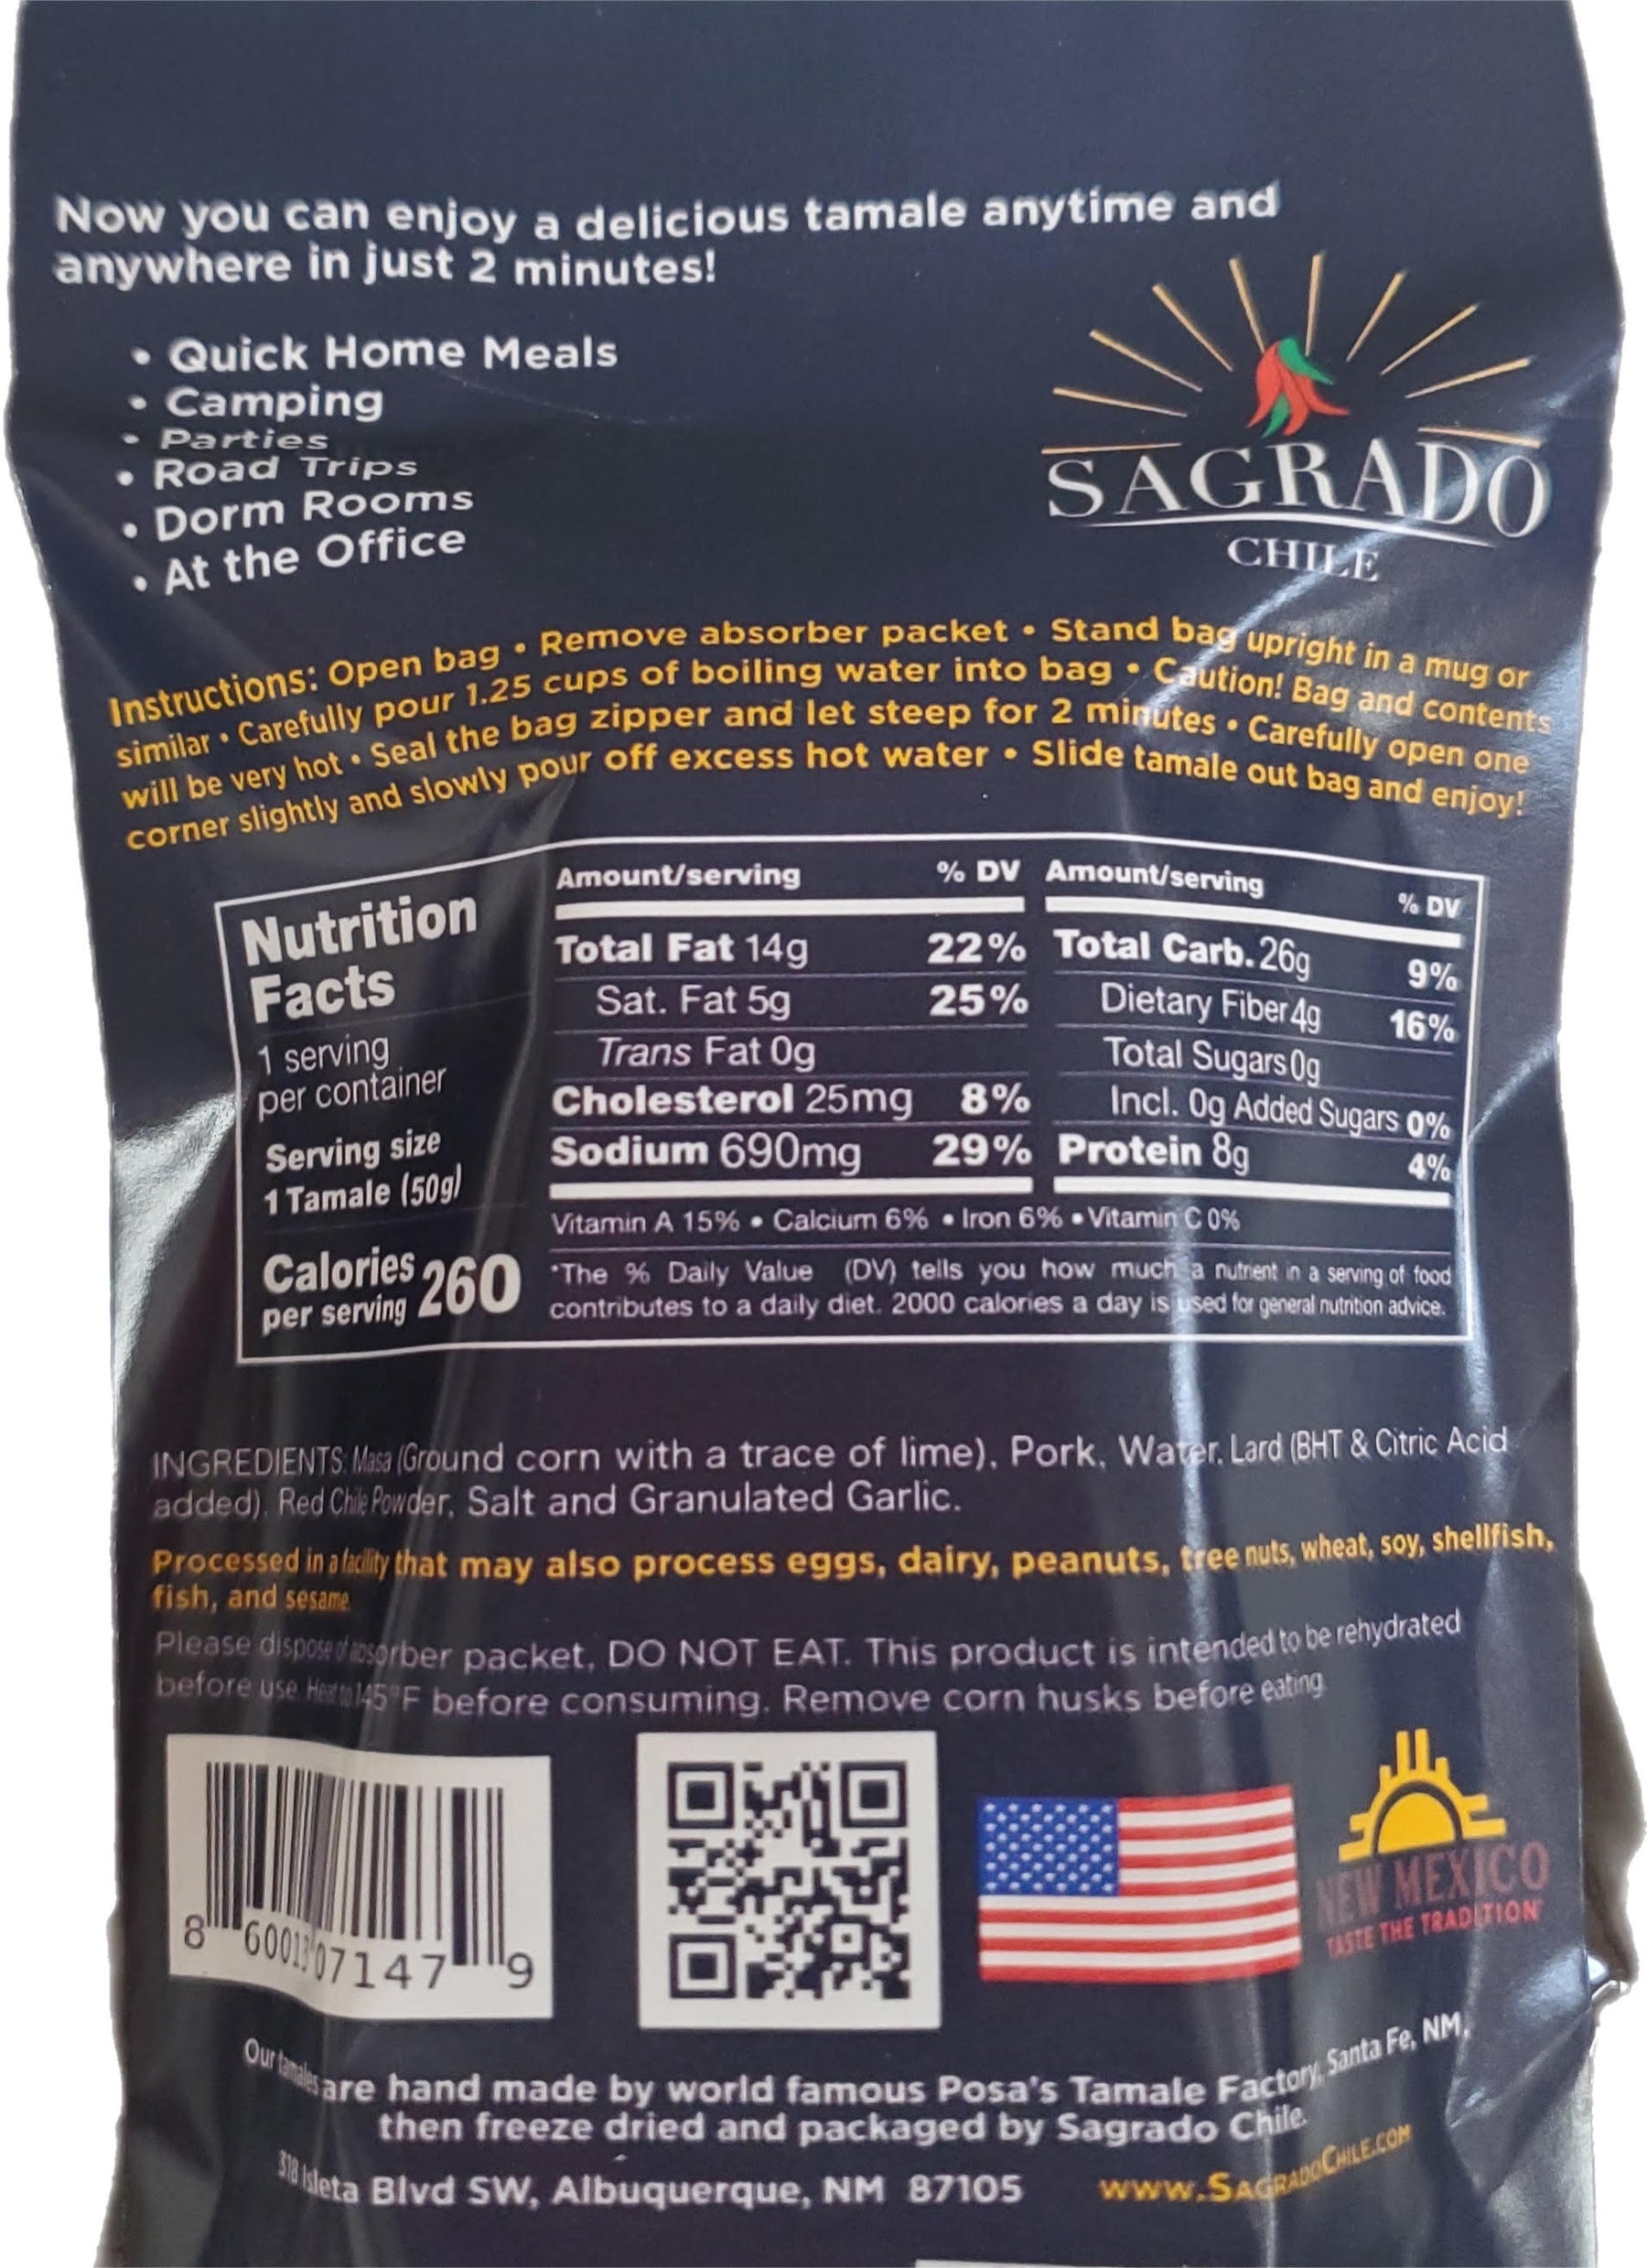 Now you can enjoy a delicious tamale anytime and
anywhere in just 2 minutes!
• Quick Home Meals
• Camping
• Parties
• Road Trips
• Dorm Rooms
• At the Office
SAGRADO
CHILE
Instructions: Open bag • Remove absorber packet • Stand bag upright in a mug or
similar • Carefully pour 1.25 cups of boiling water into bag • Caution! Bag and contents
will be very hot • Seal the bag zipper and let steep for 2 minutes • Carefully open one
corner slightly and slowly pour off excess hot water • Slide tamale out bag and enjoy!
Nutrition
Facts
1 serving
per container
Serving size
1 Tamale (50g)
Calories
per serving 260
Amount/serving % DV
Total Fat 14g 22%
Sat. Fat 5g 25%
Trans Fat 0g
Cholesterol 25mg 8%
Sodium 690mg 29%
Amount/serving % DV
Total Carb. 26g 9%
Dietary Fiber 4g 16%
Total Sugars 0g
Incl. 0g Added Sugars 0%
Protein 8g 4%
Vitamin A 15% • Calcium 6% • Iron 6% • Vitamin C 0%
*The % Daily Value (DV) tells you how much a nutrient in a serving of food
contributes to a daily diet. 2000 calories a day is used for general nutrition advice.
INGREDIENTS: Masa (Ground corn with a trace of lime), Pork, Water, Lard (BHT & Citric Acid
added), Red Chile Powder, Salt and Granulated Garlic.
Processed in a facility that may also process eggs, dairy, peanuts, tree nuts, wheat, soy, shellfish,
fish, and sesame.
Please dispose of absorber packet, DO NOT EAT. This product is intended to be rehydrated
before use. Heat to 145°F before consuming. Remove corn husks before eating.
8 60013 07147 9
NEW MEXICO
TASTE THE TRADITION
Our tamales are hand made by world famous Posa's Tamale Factory, Santa Fe, NM,
then freeze dried and packaged by Sagrado Chile.
318 Isleta Blvd SW, Albuquerque, NM 87105 www.SagradoChile.com